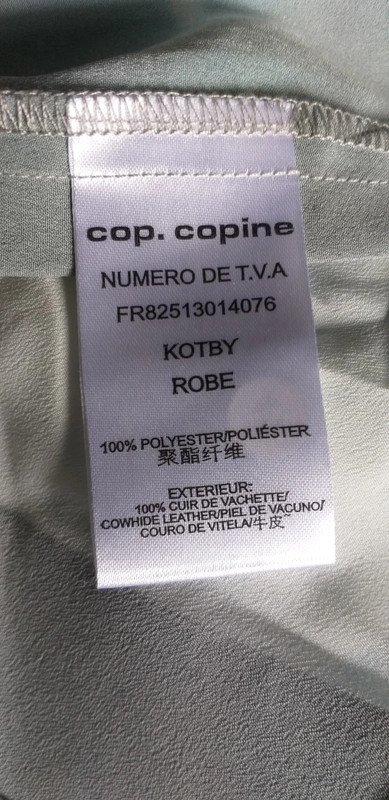 cop. copine
NUMERO DE T.V.A
FR82513014076
KOTBY
ROBE
100% POLYESTER/POLIÉSTER
聚酯纤维
EXTERIEUR:
100% CUIR DE VACHETTE/
COWHIDE LEATHER/PIEL DE VACUNO/
COURO DE VITELA/牛皮